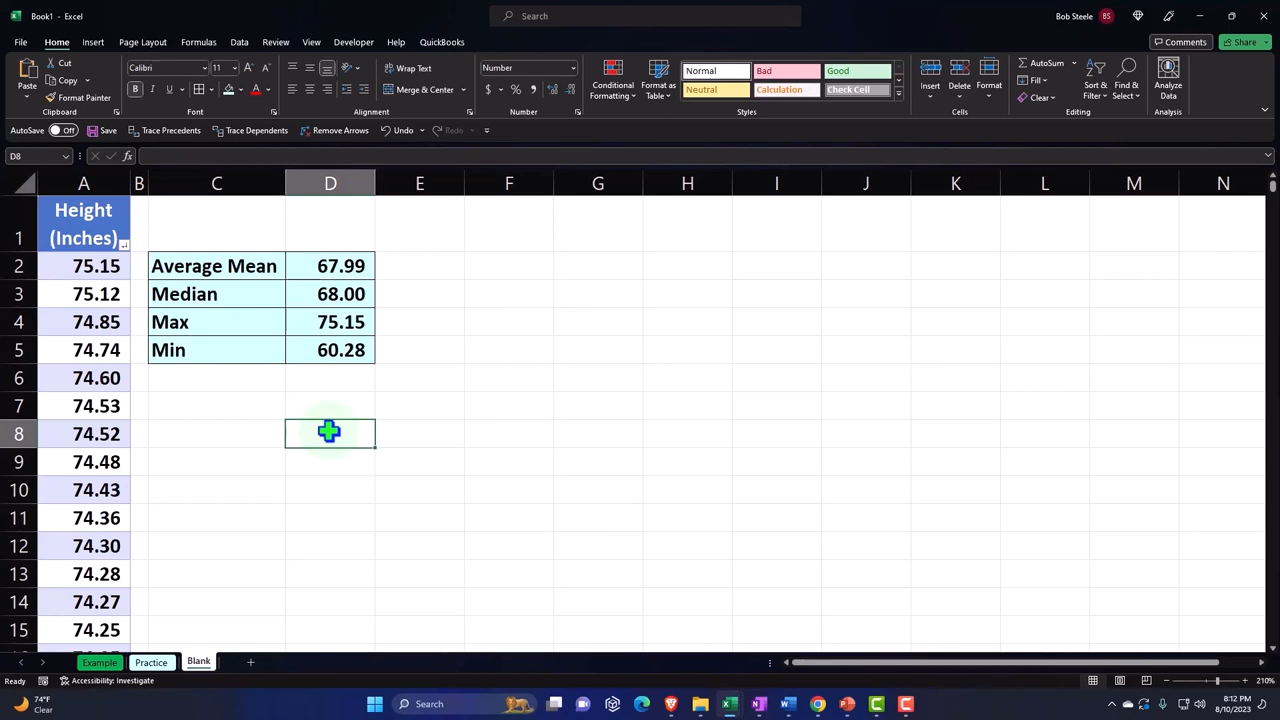 Book1 - Excel
Search
Bob Steele BS
File Home Insert Page Layout Formulas Data Review View Developer Help QuickBooks
Comments Share
Paste Cut Copy Format Painter Clipboard
Calibri 11 B I U Font
Wrap Text Merge & Center Alignment
Number $ % Number
Conditional Formatting Format as Table
Normal Bad Good
Neutral Calculation Check Cell
Styles
Insert Delete Format Cells
AutoSum Fill Clear Sort & Filter Find & Select Editing
Analyze Data Analysis
AutoSave Off Save Trace Precedents Trace Dependents Remove Arrows Undo Redo
D8 fx
A B C D E F G H I J K L M N
1 Height (Inches)
2 75.15 Average Mean 67.99
3 75.12 Median 68.00
4 74.85 Max 75.15
5 74.74 Min 60.28
6 74.60
7 74.53
8 74.52
9 74.48
10 74.43
11 74.36
12 74.30
13 74.28
14 74.27
15 74.25
Example Practice Blank
Ready Accessibility: Investigate 210%
74°F Clear
Search
8:12 PM
8/10/2023